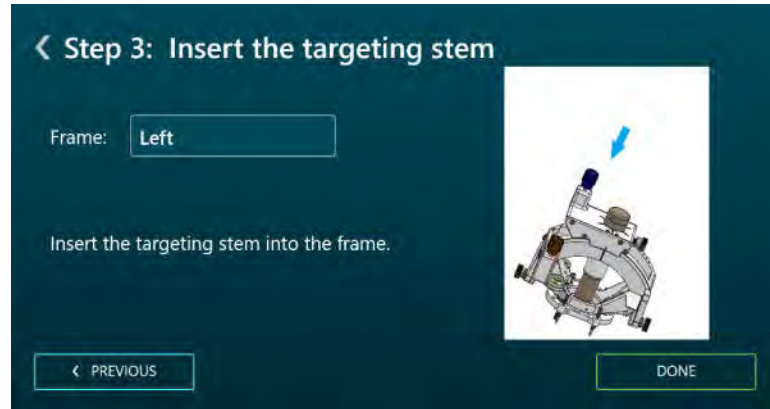 Step 3: Insert the targeting stem
Frame: Left
Insert the targeting stem into the frame.
PREVIOUS
DONE